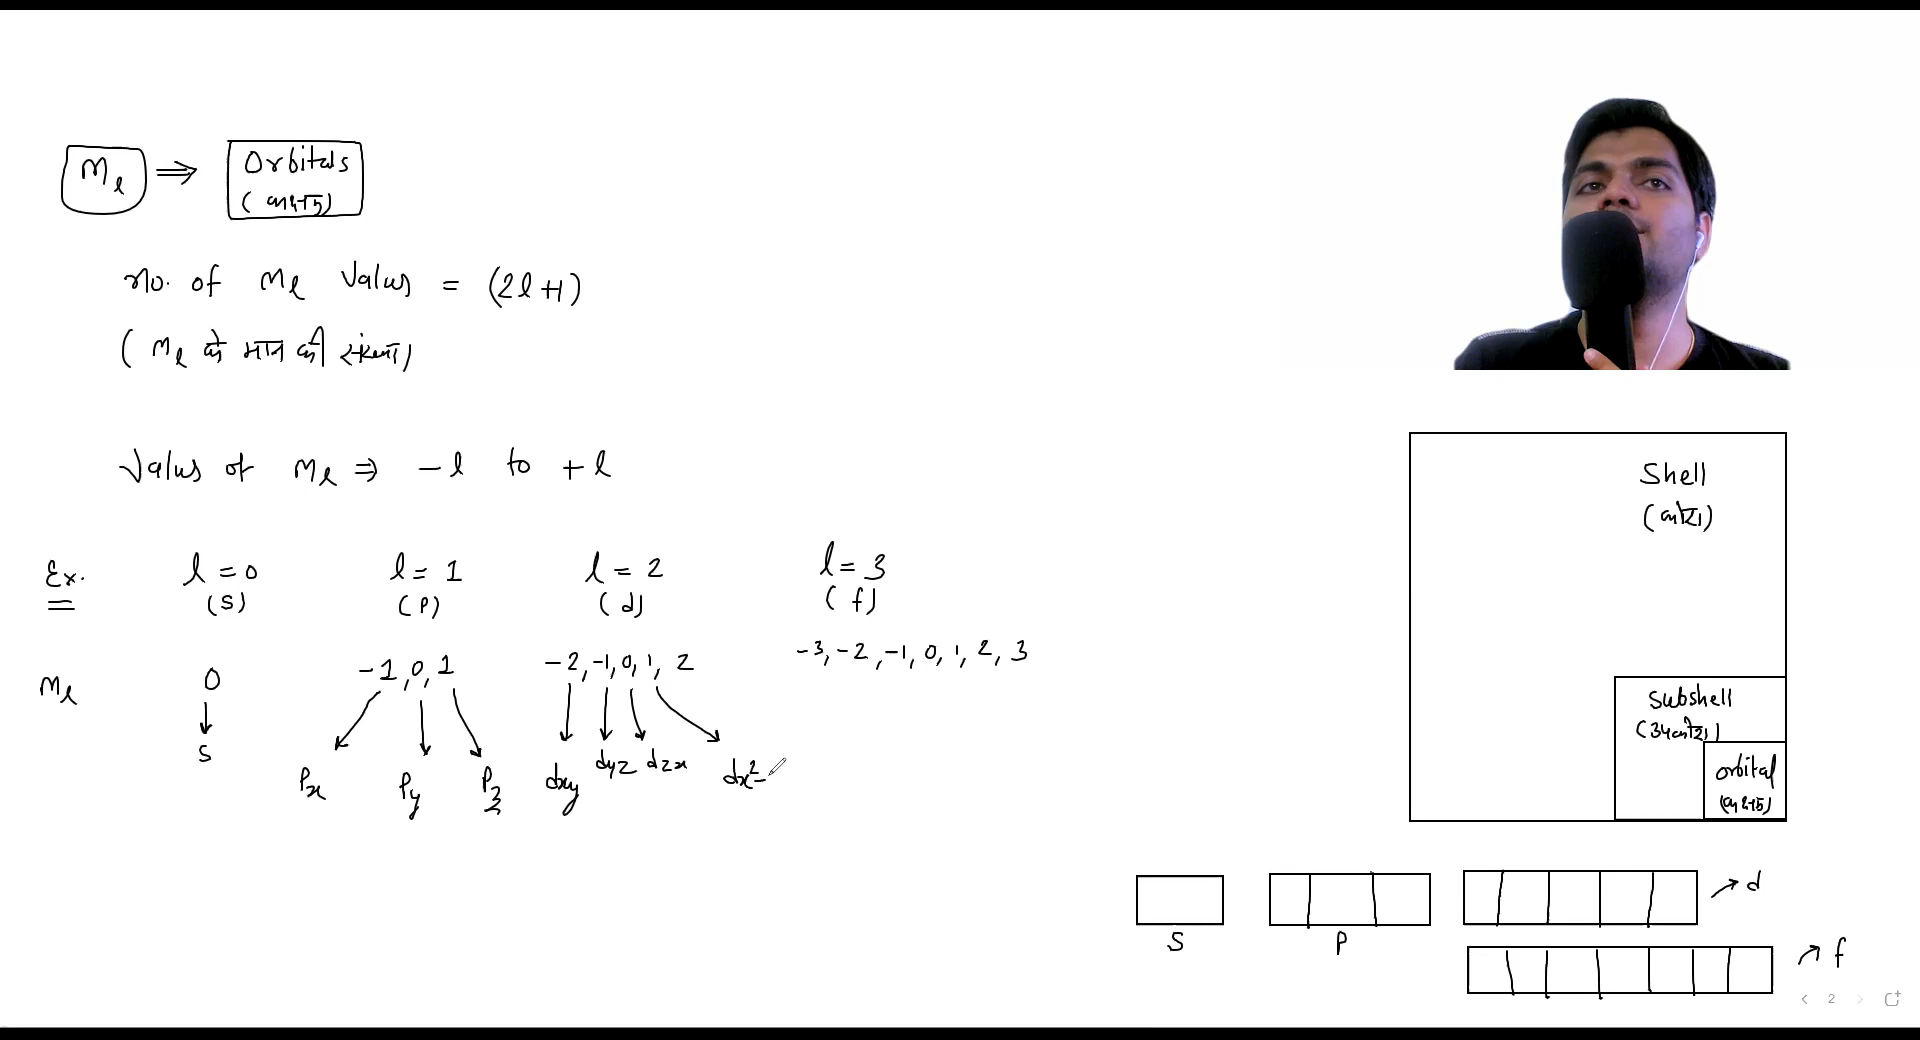 mℓ ⇒ Orbitals
(कक्षक)
no. of mℓ Values = (2l+1)
(mℓ के मान की संख्या)
Values of mℓ ⇒ -l to +l
Ex. l=0 l=1 l=2 l=3
(s) (p) (d) (f)
mℓ 0 -1,0,1 -2,-1,0,1,2 -3,-2,-1,0,1,2,3
s Px Py Pz dxy dyz dzx dx²-
Shell
(कोश)
Subshell
(उपकोश)
orbital
(कक्षक)
d
S P
f
2